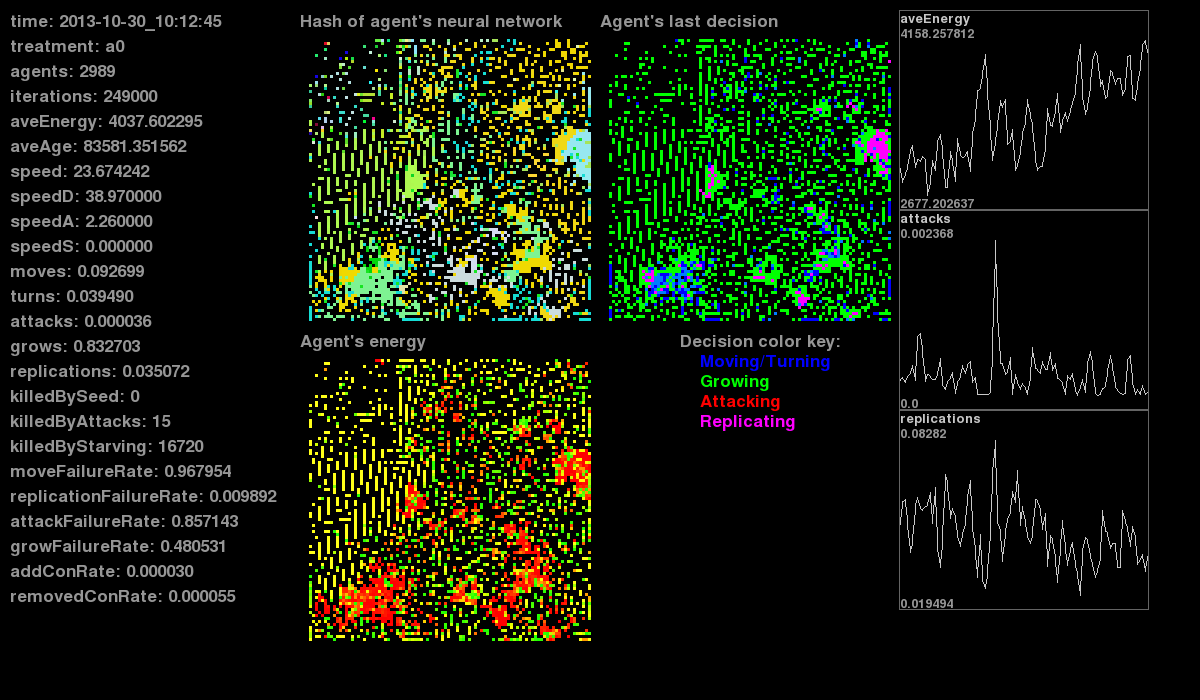 time: 2013-10-30_10:12:45
treatment: a0
agents: 2989
iterations: 249000
aveEnergy: 4037.602295
aveAge: 83581.351562
speed: 23.674242
speedD: 38.970000
speedA: 2.260000
speedS: 0.000000
moves: 0.092699
turns: 0.039490
attacks: 0.000036
grows: 0.832703
replications: 0.035072
killedBySeed: 0
killedByAttacks: 15
killedByStarving: 16720
moveFailureRate: 0.967954
replicationFailureRate: 0.009892
attackFailureRate: 0.857143
growFailureRate: 0.480531
addConRate: 0.000030
removedConRate: 0.000055
Hash of agent's neural network
Agent's last decision
Agent's energy
Decision color key:
Moving/Turning
Growing
Attacking
Replicating
aveEnergy
4158.257812
2677.202637
attacks
0.002368
0.0
replications
0.08282
0.019494